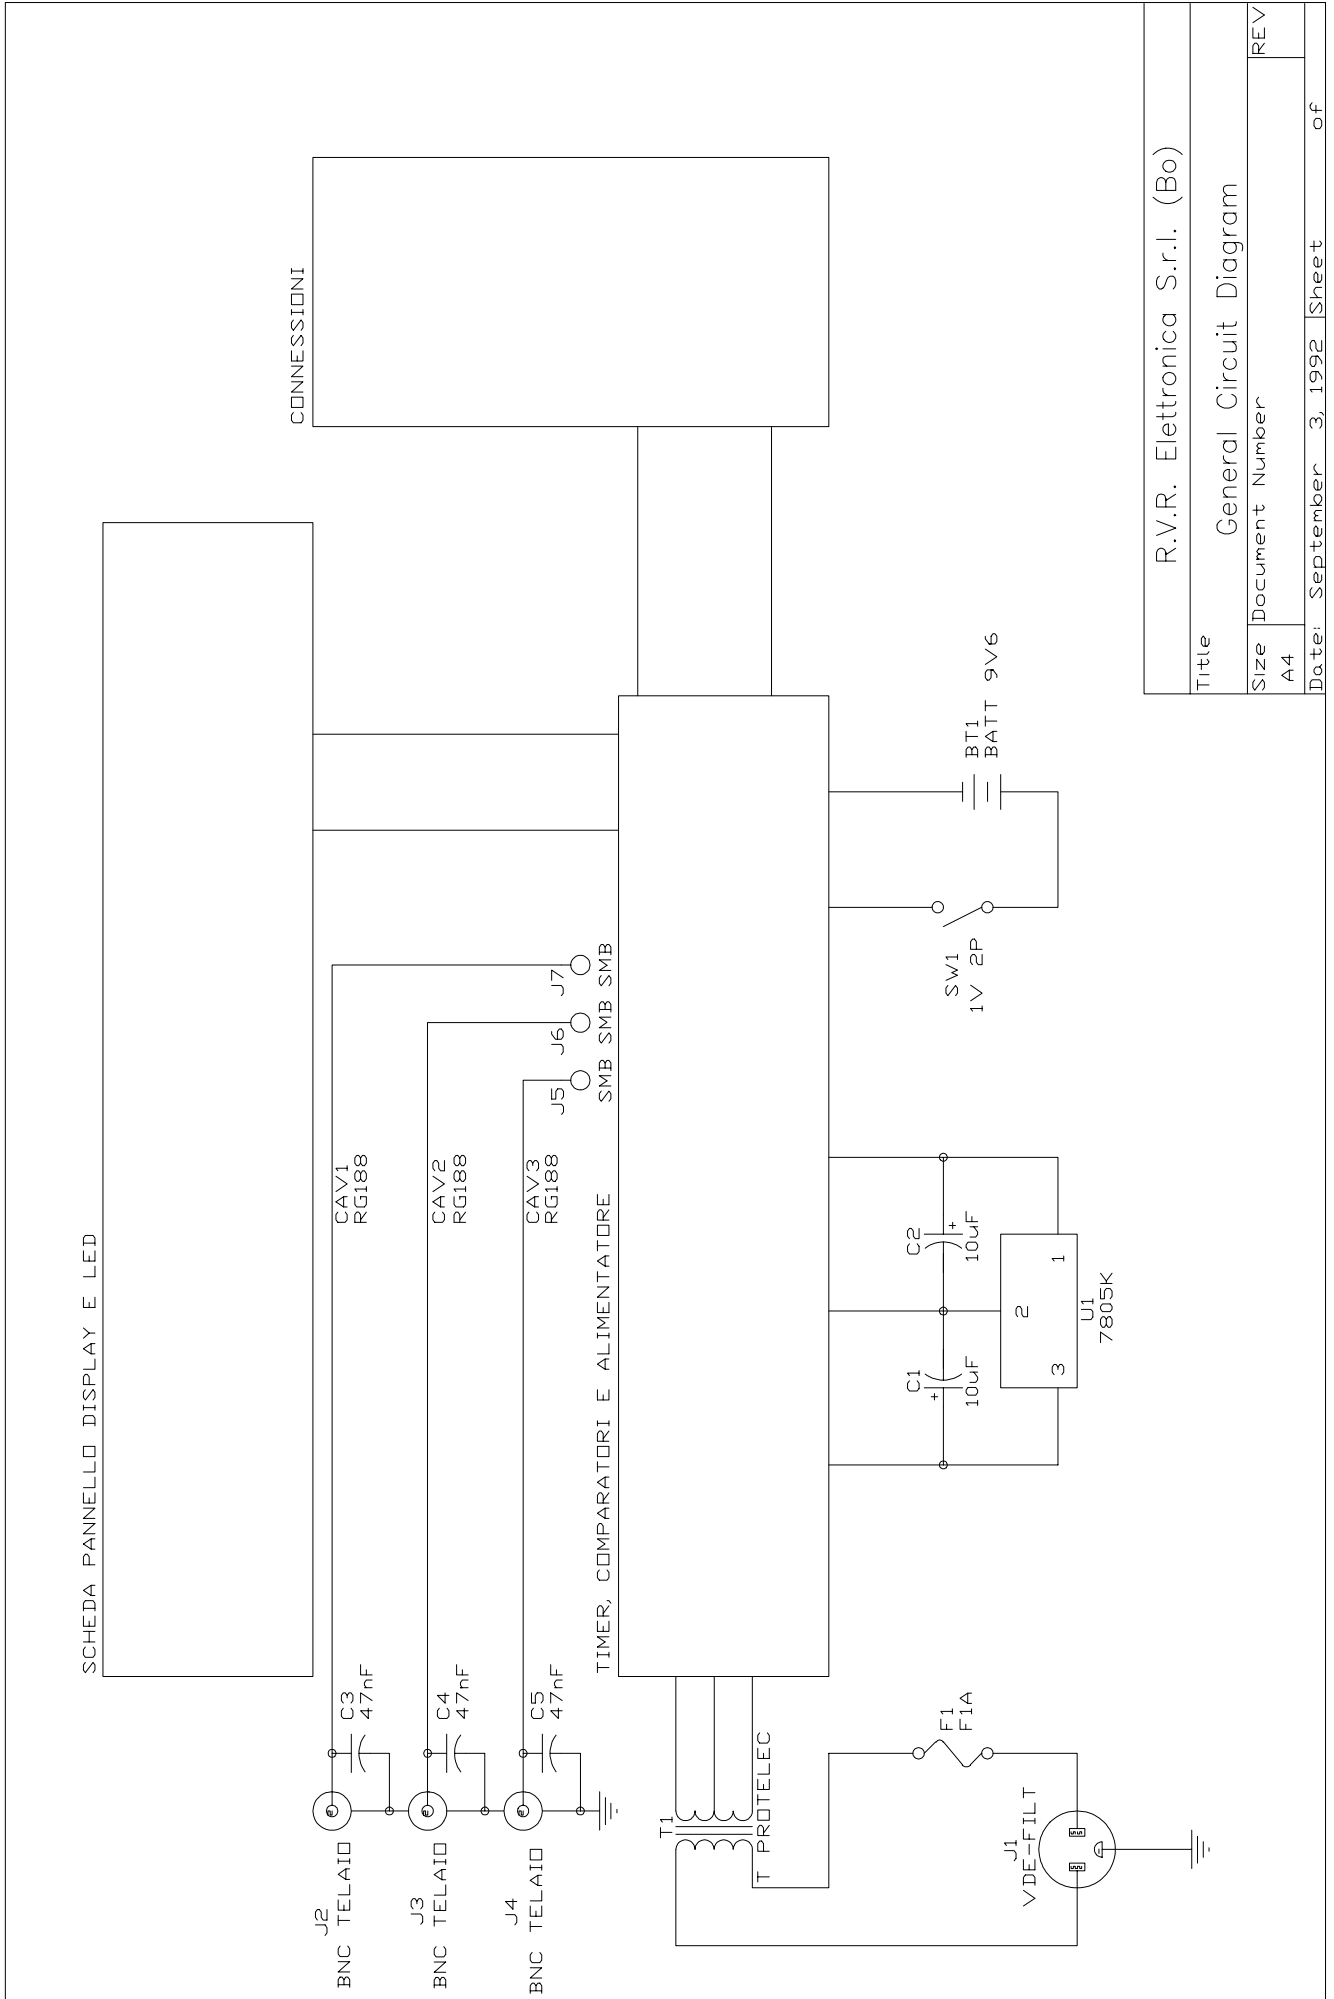 SCHEDA PANNELLO DISPLAY E LED
CONNESSIONI
J2
BNC TELAIO
C3
47nF
CAV1
RG188
J3
BNC TELAIO
C4
47nF
CAV2
RG188
J4
BNC TELAIO
C5
47nF
CAV3
RG188
J5
J6
J7
SMB SMB SMB
TIMER, COMPARATORI E ALIMENTATORE
T1
T PROTELEC
F1
F1A
J1
VDE-FILT
C1
+
10uF
C2
+
10uF
3
2
1
U1
7805K
SW1
1V 2P
BT1
BATT 9V6
R.V.R. Elettronica S.r.l. (Bo)
Title
General Circuit Diagram
Size
Document Number
REV
A4
Date: September 3, 1992
Sheet of